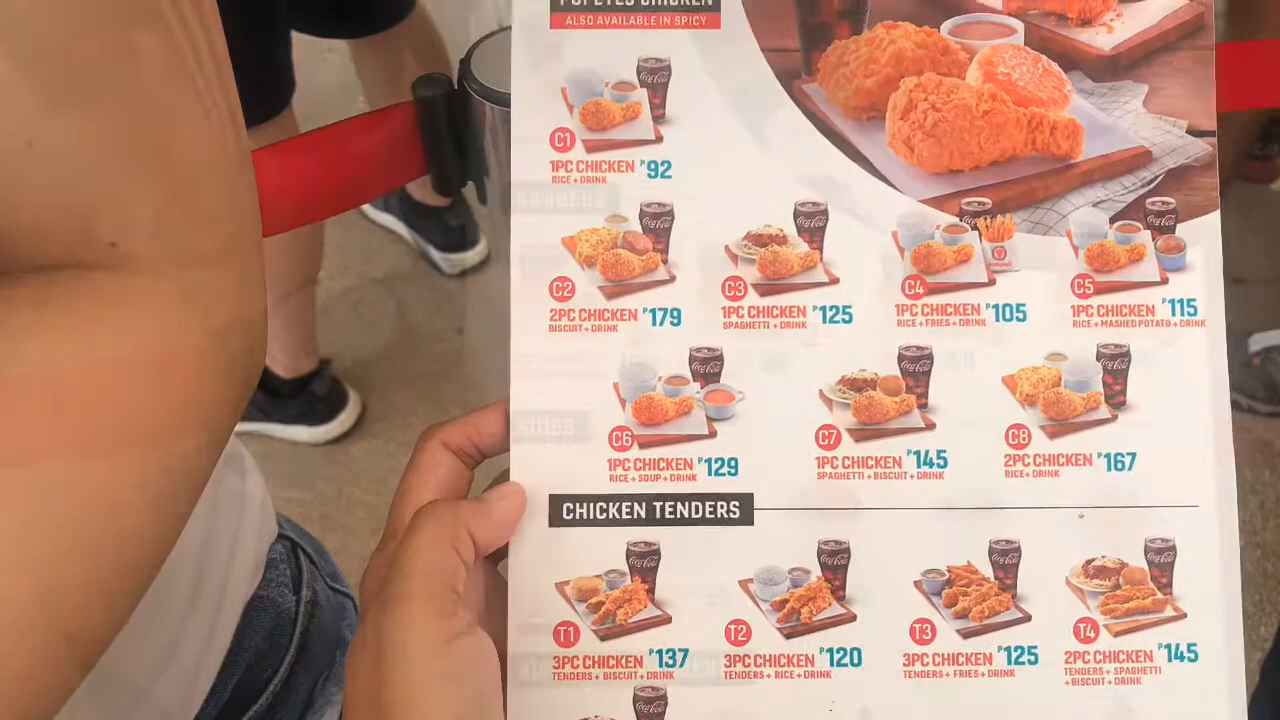 POPEYES CHICKEN
ALSO AVAILABLE IN SPICY
C1
1PC CHICKEN ₱92
RICE + DRINK
C2
2PC CHICKEN ₱179
BISCUIT + DRINK
C3
1PC CHICKEN ₱125
SPAGHETTI + DRINK
C4
1PC CHICKEN ₱105
RICE + FRIES + DRINK
C5
1PC CHICKEN ₱115
RICE + MASHED POTATO + DRINK
C6
1PC CHICKEN ₱129
RICE + SOUP + DRINK
C7
1PC CHICKEN ₱145
SPAGHETTI + BISCUIT + DRINK
C8
2PC CHICKEN ₱167
RICE + DRINK
CHICKEN TENDERS
T1
3PC CHICKEN ₱137
TENDERS + BISCUIT + DRINK
T2
3PC CHICKEN ₱120
TENDERS + RICE + DRINK
T3
3PC CHICKEN ₱125
TENDERS + FRIES + DRINK
T4
2PC CHICKEN ₱145
TENDERS + SPAGHETTI
+ BISCUIT + DRINK